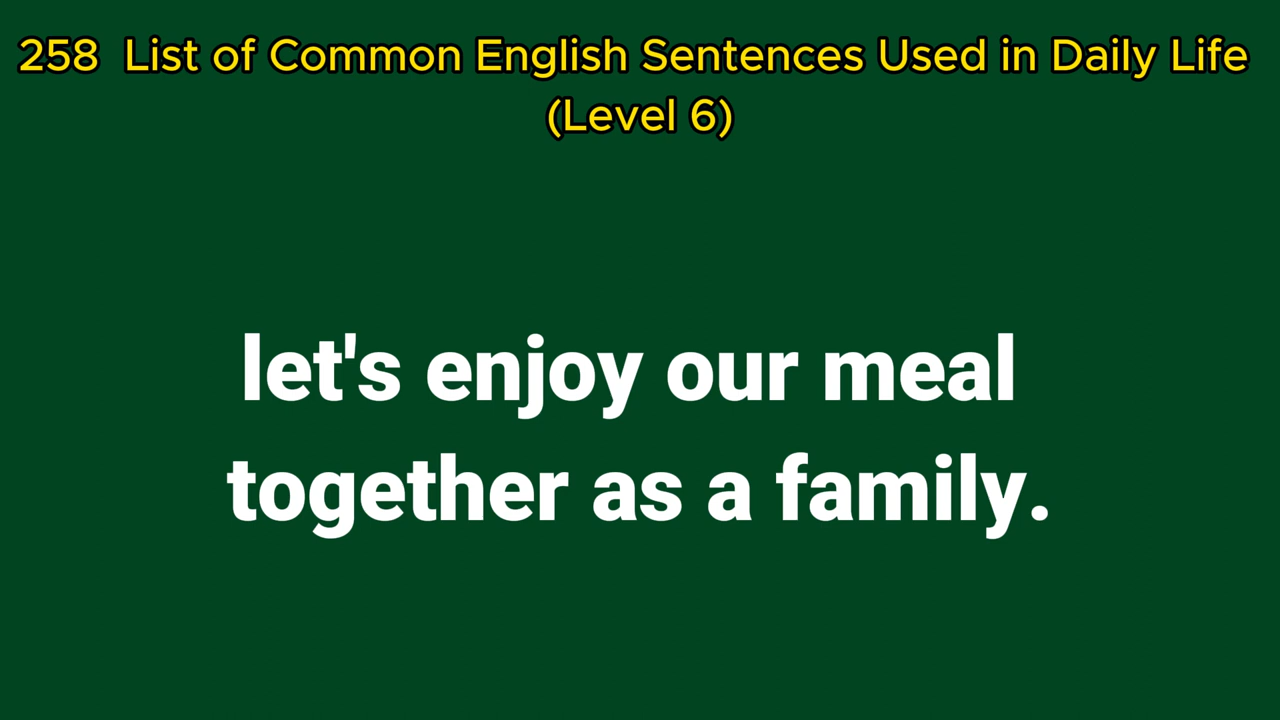 258  List of Common English Sentences Used in Daily Life
(Level 6)
let's enjoy our meal
together as a family.